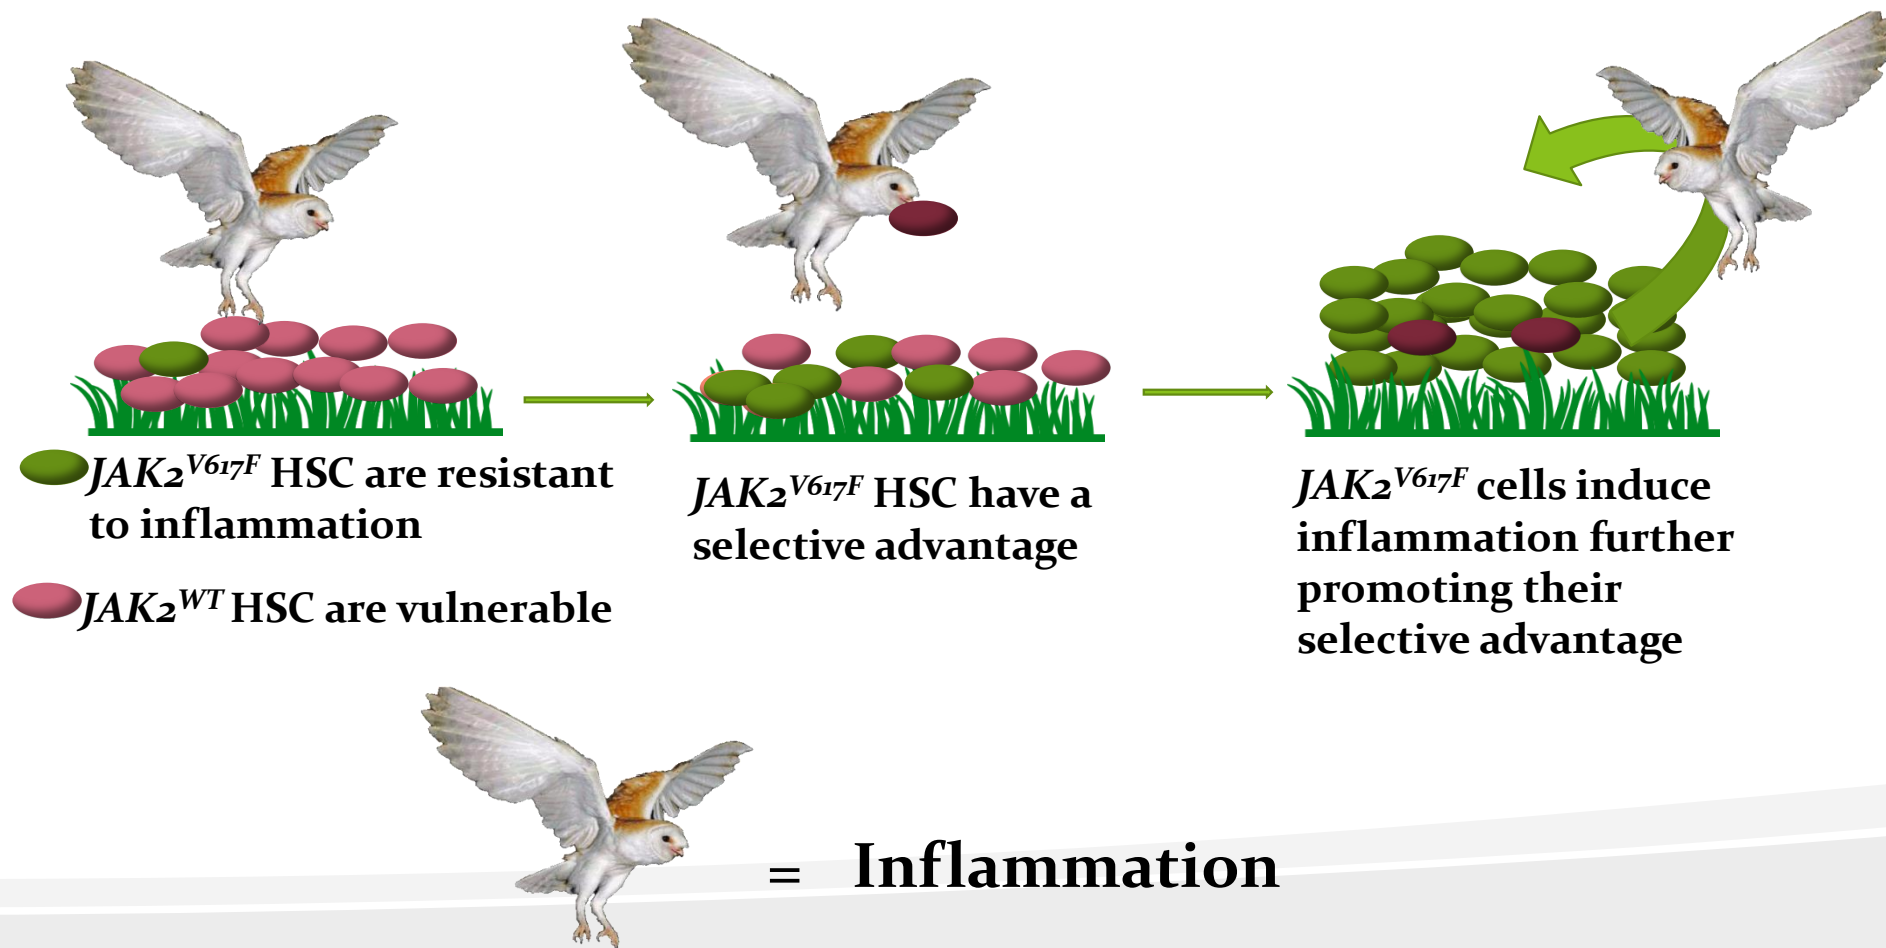 JAK2V617F HSC are resistant
to inflammation
JAK2WT HSC are vulnerable
JAK2V617F HSC have a
selective advantage
JAK2V617F cells induce
inflammation further
promoting their
selective advantage
= Inflammation